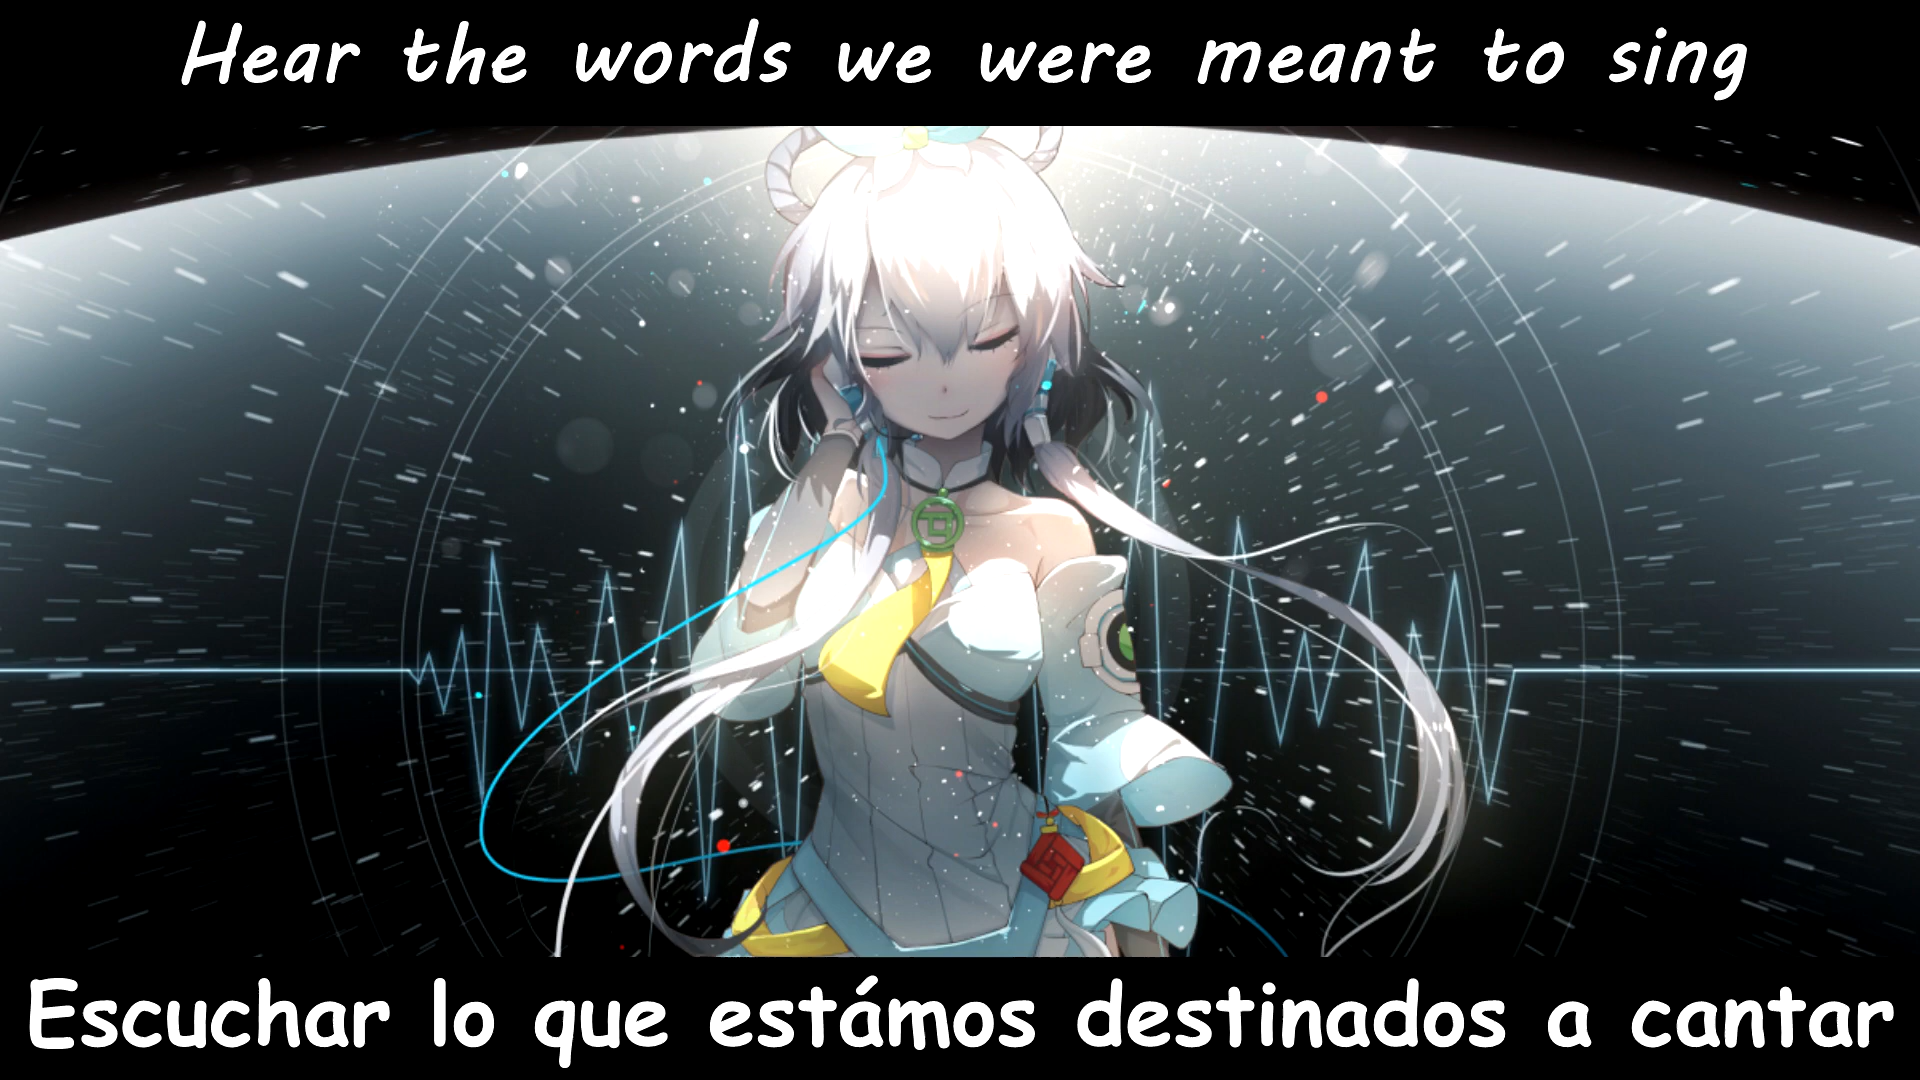 Hear the words we were meant to sing
Escuchar lo que estámos destinados a cantar